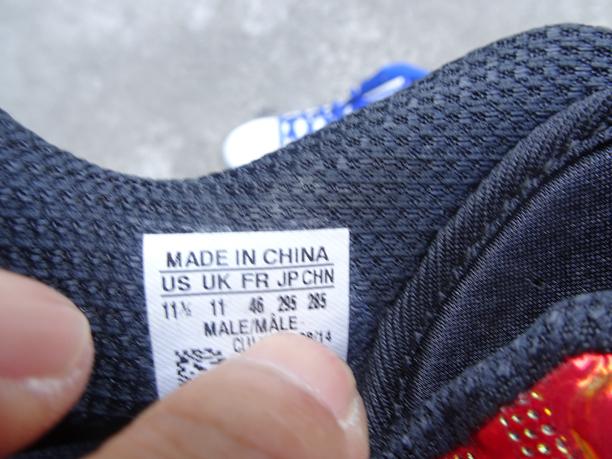 MADE IN CHINA
US UK FR JP CHN
11½ 11 46 295 285
MALE/MÂLE